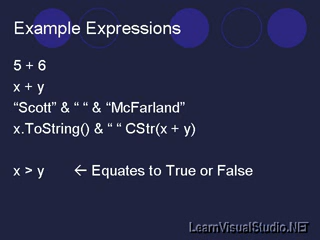 Example Expressions
5 + 6
x + y
“Scott” & “ “ & “McFarland”
x.ToString() & “ “ CStr(x + y)
x > y ← Equates to True or False
LearnVisualStudio.NET